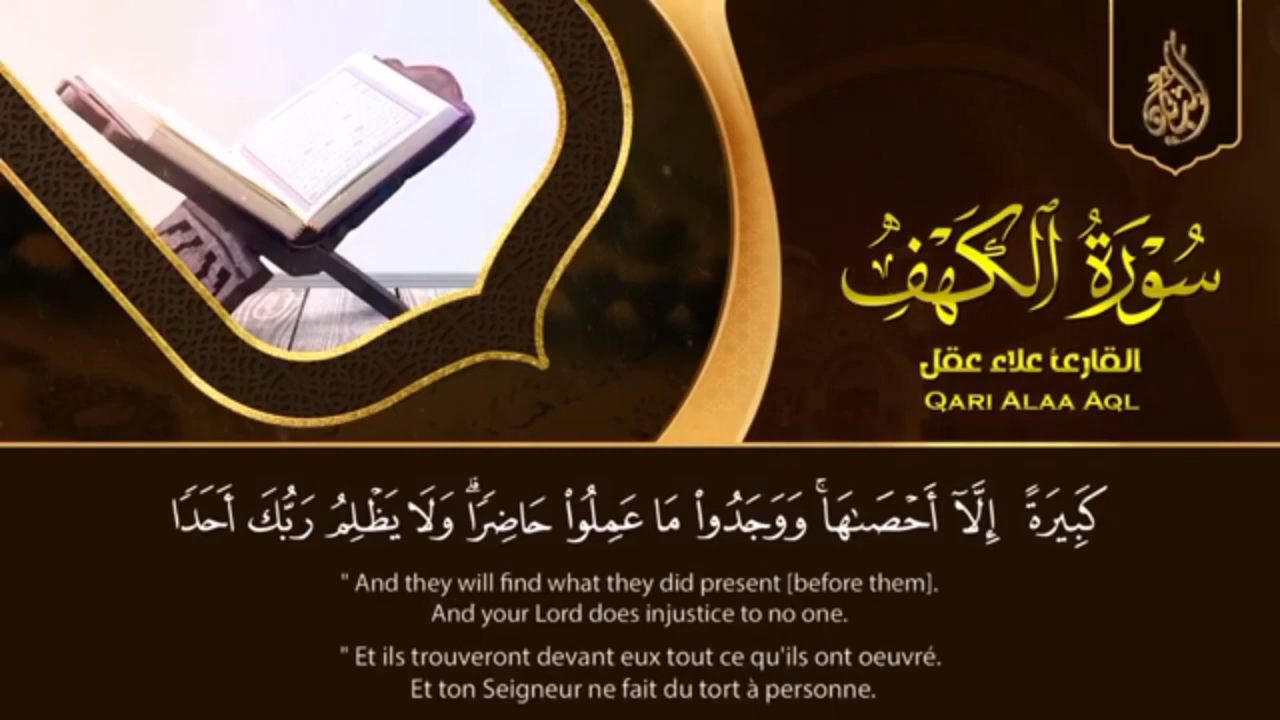 سُورَةُ ٱلْكَهْفِ
القارئ علاء عقل
QARI ALAA AQL
كَبِيرَةً إِلَّآ أَحْصَىٰهَاۚ وَوَجَدُوا۟ مَا عَمِلُوا۟ حَاضِرࣰاۗ وَلَا يَظْلِمُ رَبُّكَ أَحَدࣰا
" And they will find what they did present [before them].
And your Lord does injustice to no one.
" Et ils trouveront devant eux tout ce qu'ils ont oeuvré.
Et ton Seigneur ne fait du tort à personne.